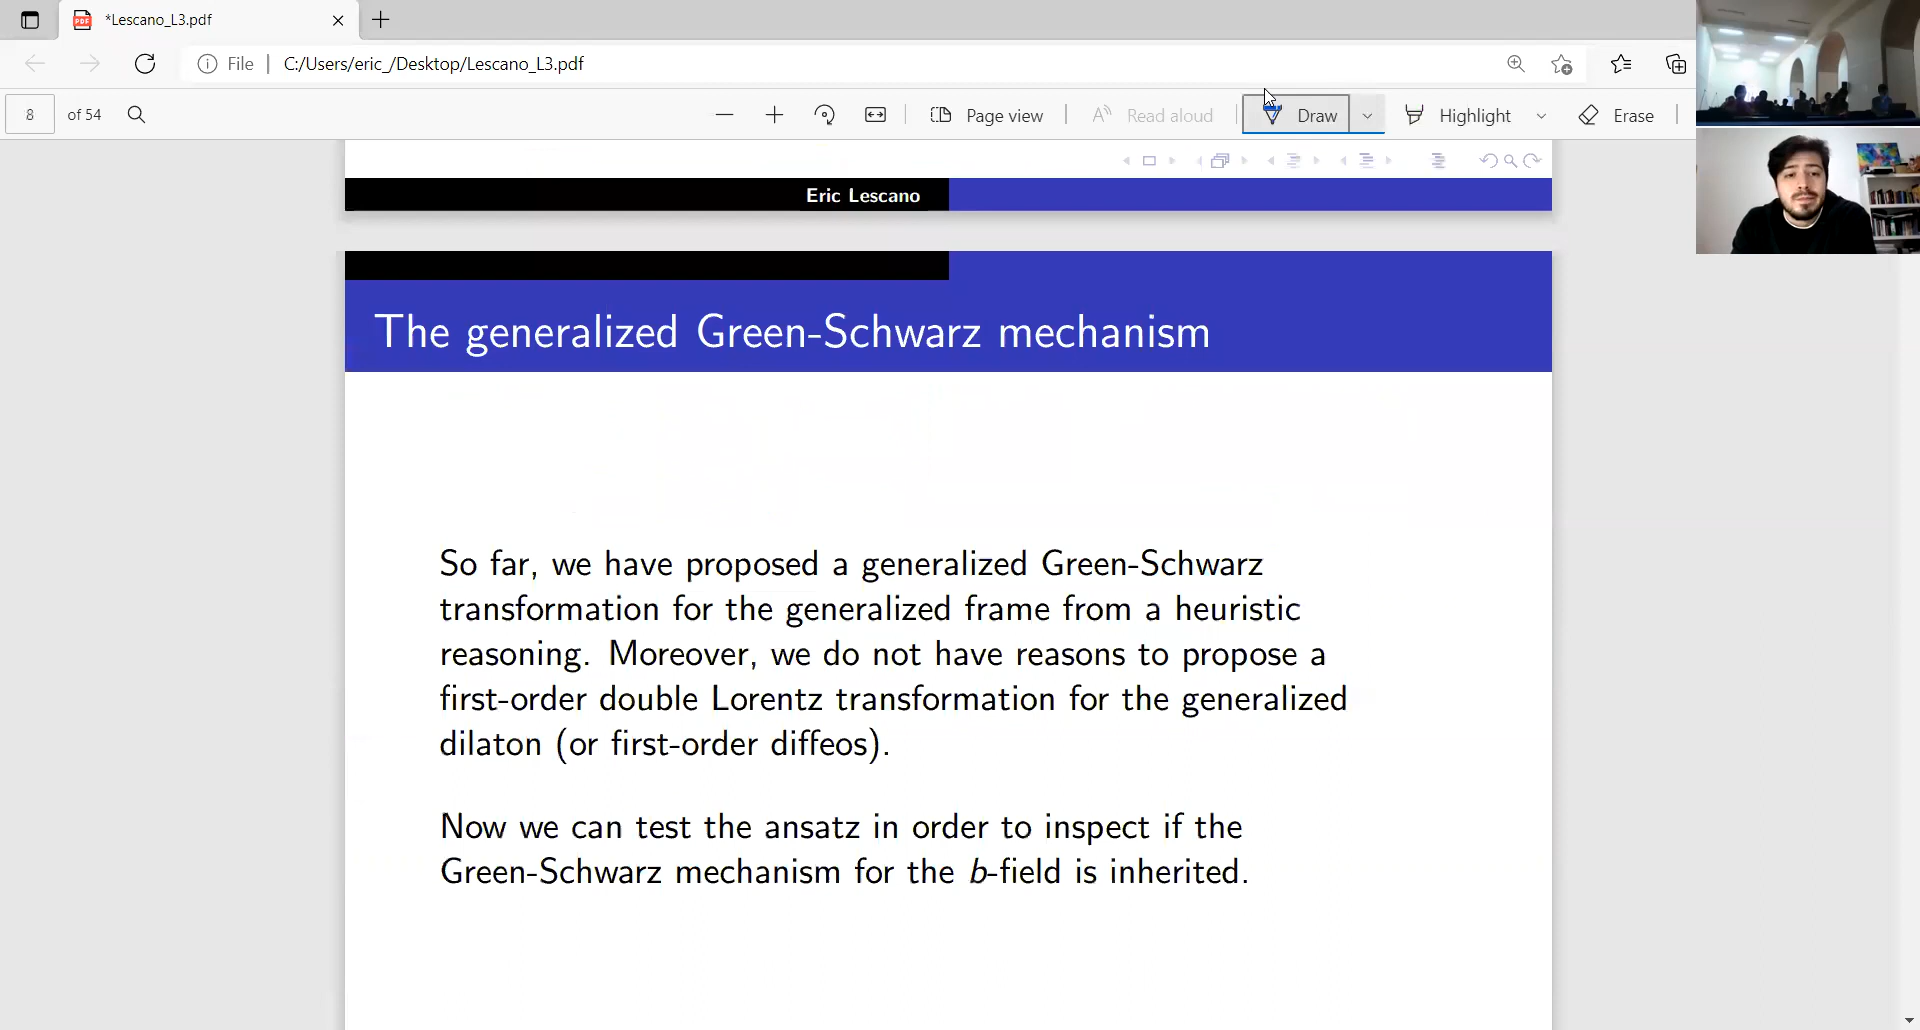 *Lescano_L3.pdf
File
C:/Users/eric_/Desktop/Lescano_L3.pdf
8 of 54
Page view
Read aloud
Draw
Highlight
Erase
Eric Lescano
The generalized Green-Schwarz mechanism
So far, we have proposed a generalized Green-Schwarz
transformation for the generalized frame from a heuristic
reasoning. Moreover, we do not have reasons to propose a
first-order double Lorentz transformation for the generalized
dilaton (or first-order diffeos).
Now we can test the ansatz in order to inspect if the
Green-Schwarz mechanism for the b-field is inherited.